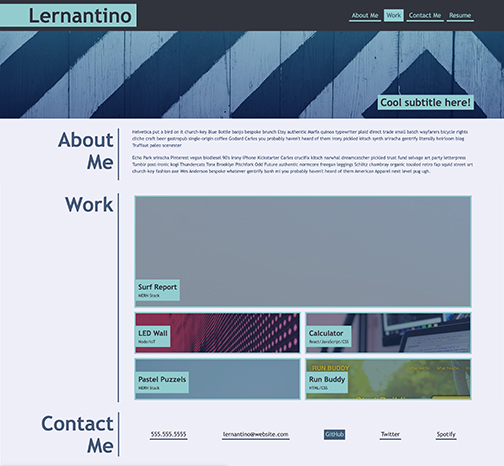 Lernantino
About Me
Work
Contact Me
Resume
Cool subtitle here!
About
Me
Helvetica put a bird on it church-key Blue Bottle banjo bespoke brunch Etsy authentic Marfa quinoa typewriter plaid direct trade small batch wayfarers bicycle rights
cliche craft beer gastropub single-origin coffee Godard Carles you probably haven't heard of them irony pickled kitsch synth sriracha gentrify literally heirloom blog
Truffaut paleo scenester
Echo Park sriracha Pinterest vegan biodiesel 90's irony iPhone Kickstarter Carles crucifix kitsch narwhal dreamcatcher pickled trust fund selvage art party letterpress
Tumblr post-ironic kogi Thundercats Tonx Brooklyn Pitchfork Odd Future authentic normcore freegan leggings Schlitz chambray organic tousled retro fap squid street art
church-key fashion axe Wes Anderson bespoke whatever gentrify banh mi you probably haven't heard of them American Apparel next level pug ugh.
Work
Surf Report
MERN Stack
LED Wall
Node/IoT
Calculator
React/JavaScript/CSS
Pastel Puzzels
MERN Stack
RUN BUDDY
Run Buddy
HTML/CSS
Contact
Me
555.555.5555
lernantino@website.com
GitHub
Twitter
Spotify